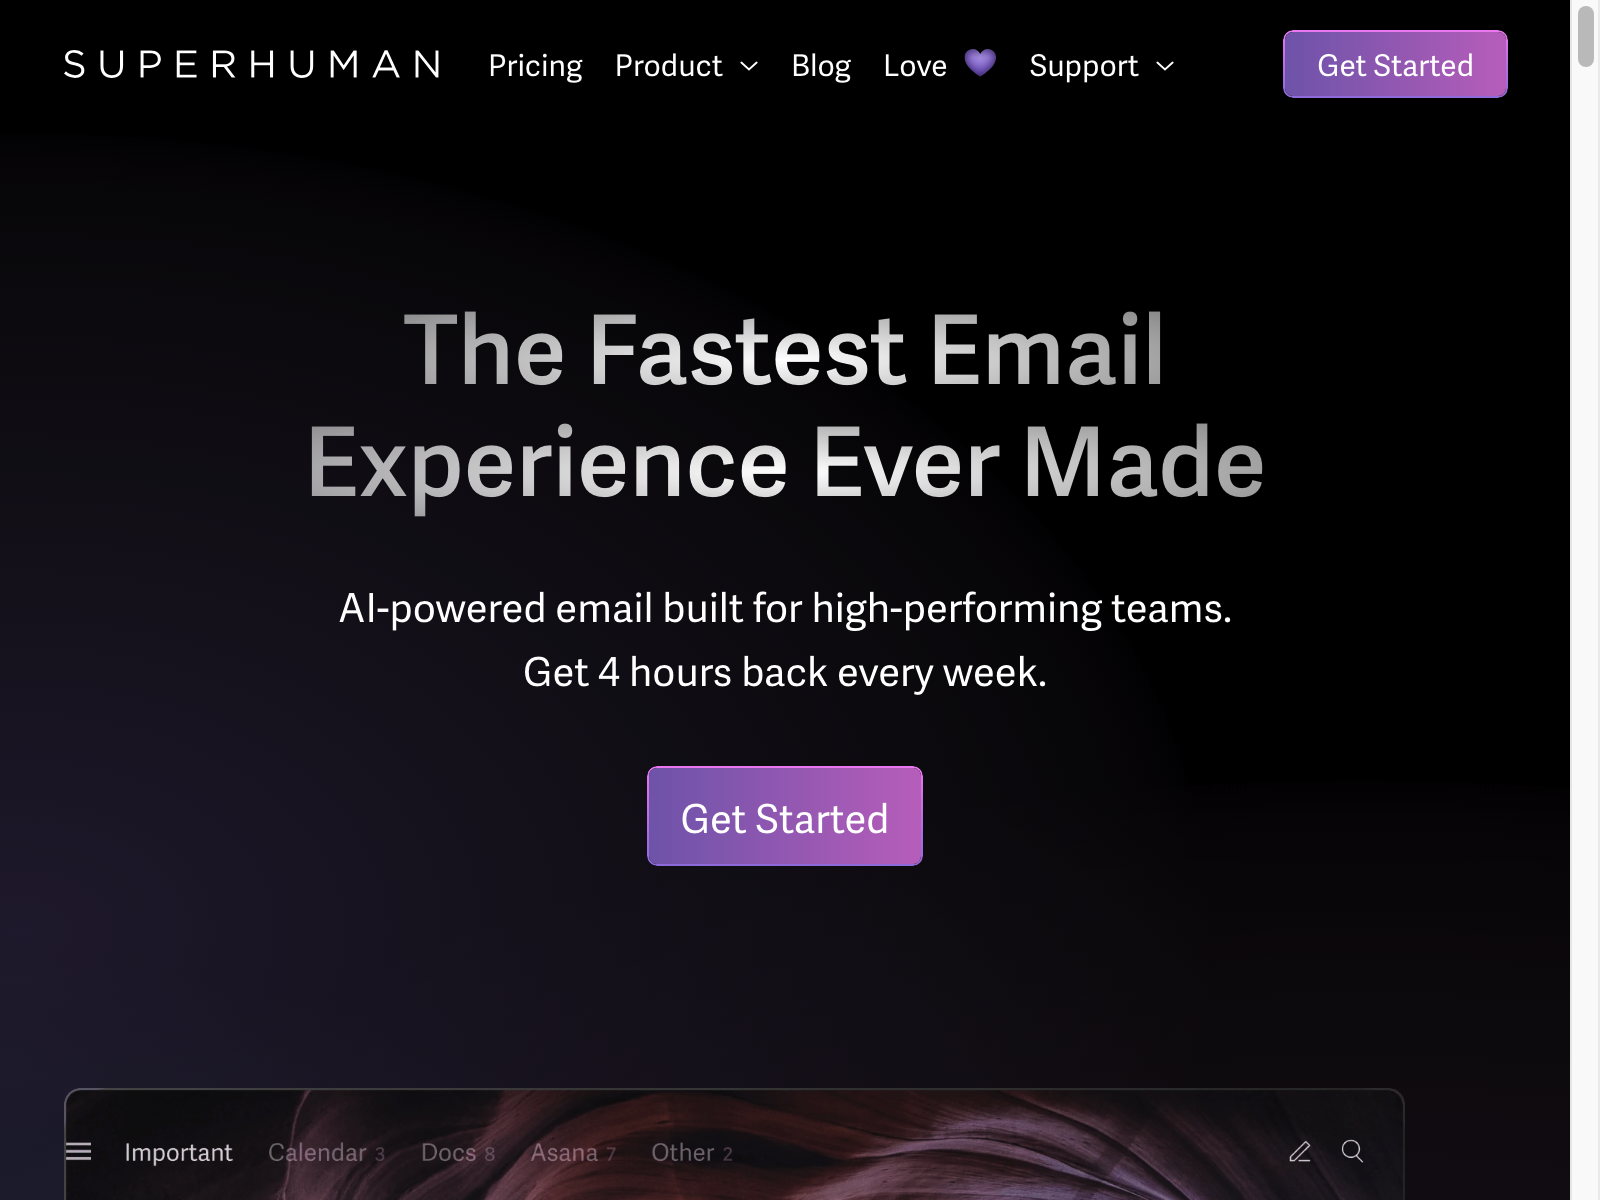 SUPERHUMAN Pricing Product Blog Love Support Get Started
The Fastest Email
Experience Ever Made
AI-powered email built for high-performing teams.
Get 4 hours back every week.
Get Started
Important Calendar 3 Docs 8 Asana 7 Other 2